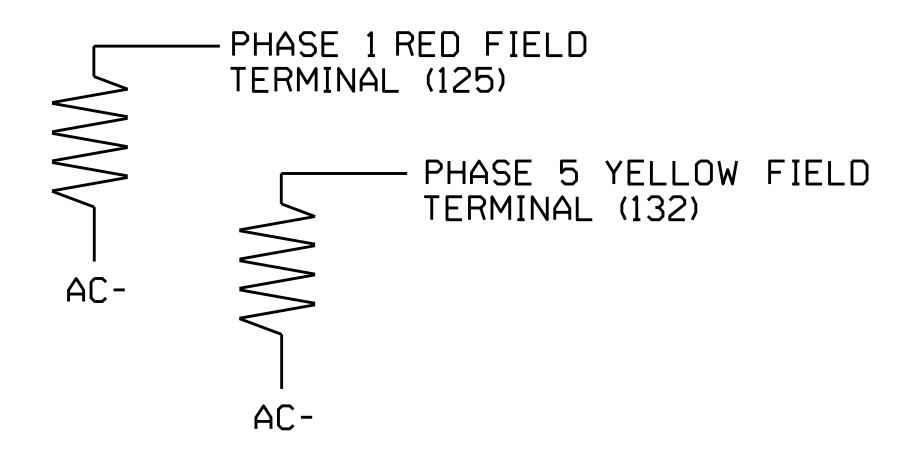 PHASE 1 RED FIELD
TERMINAL (125)
AC-
PHASE 5 YELLOW FIELD
TERMINAL (132)
AC-